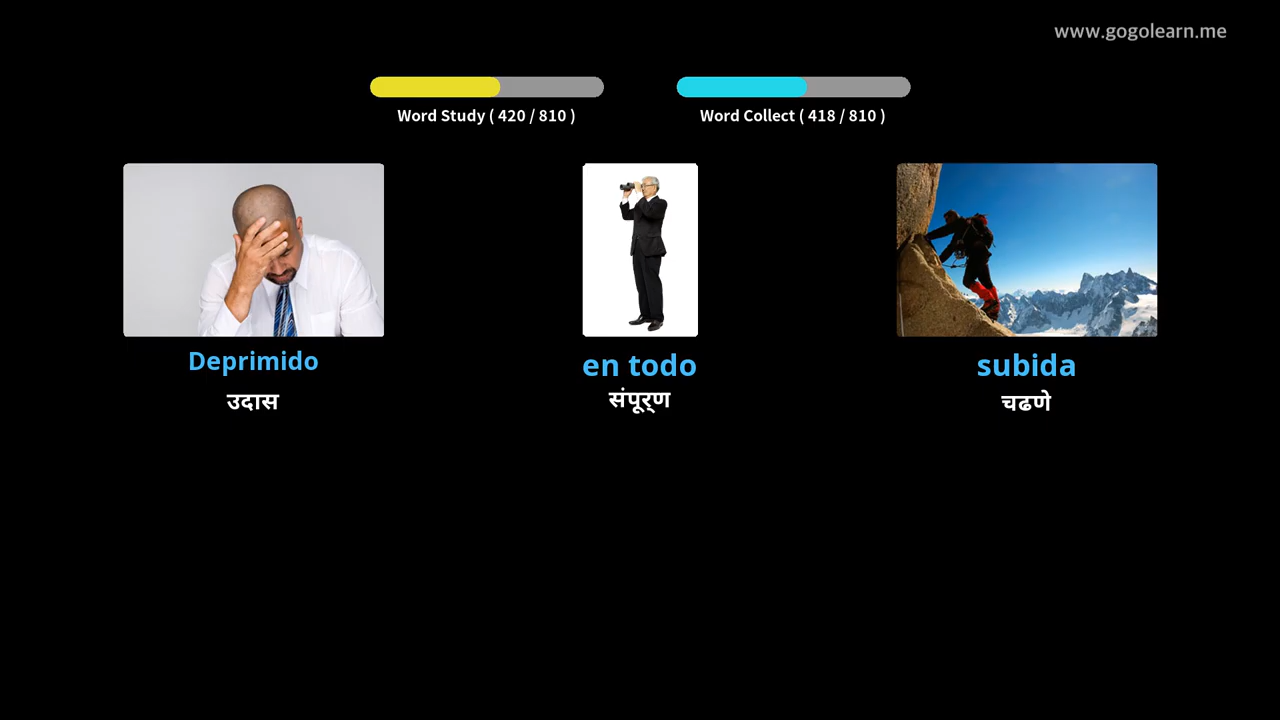 www.gogolearn.me
Word Study ( 420 / 810 )
Word Collect ( 418 / 810 )
Deprimido
उदास
en todo
संपूर्ण
subida
चढणे